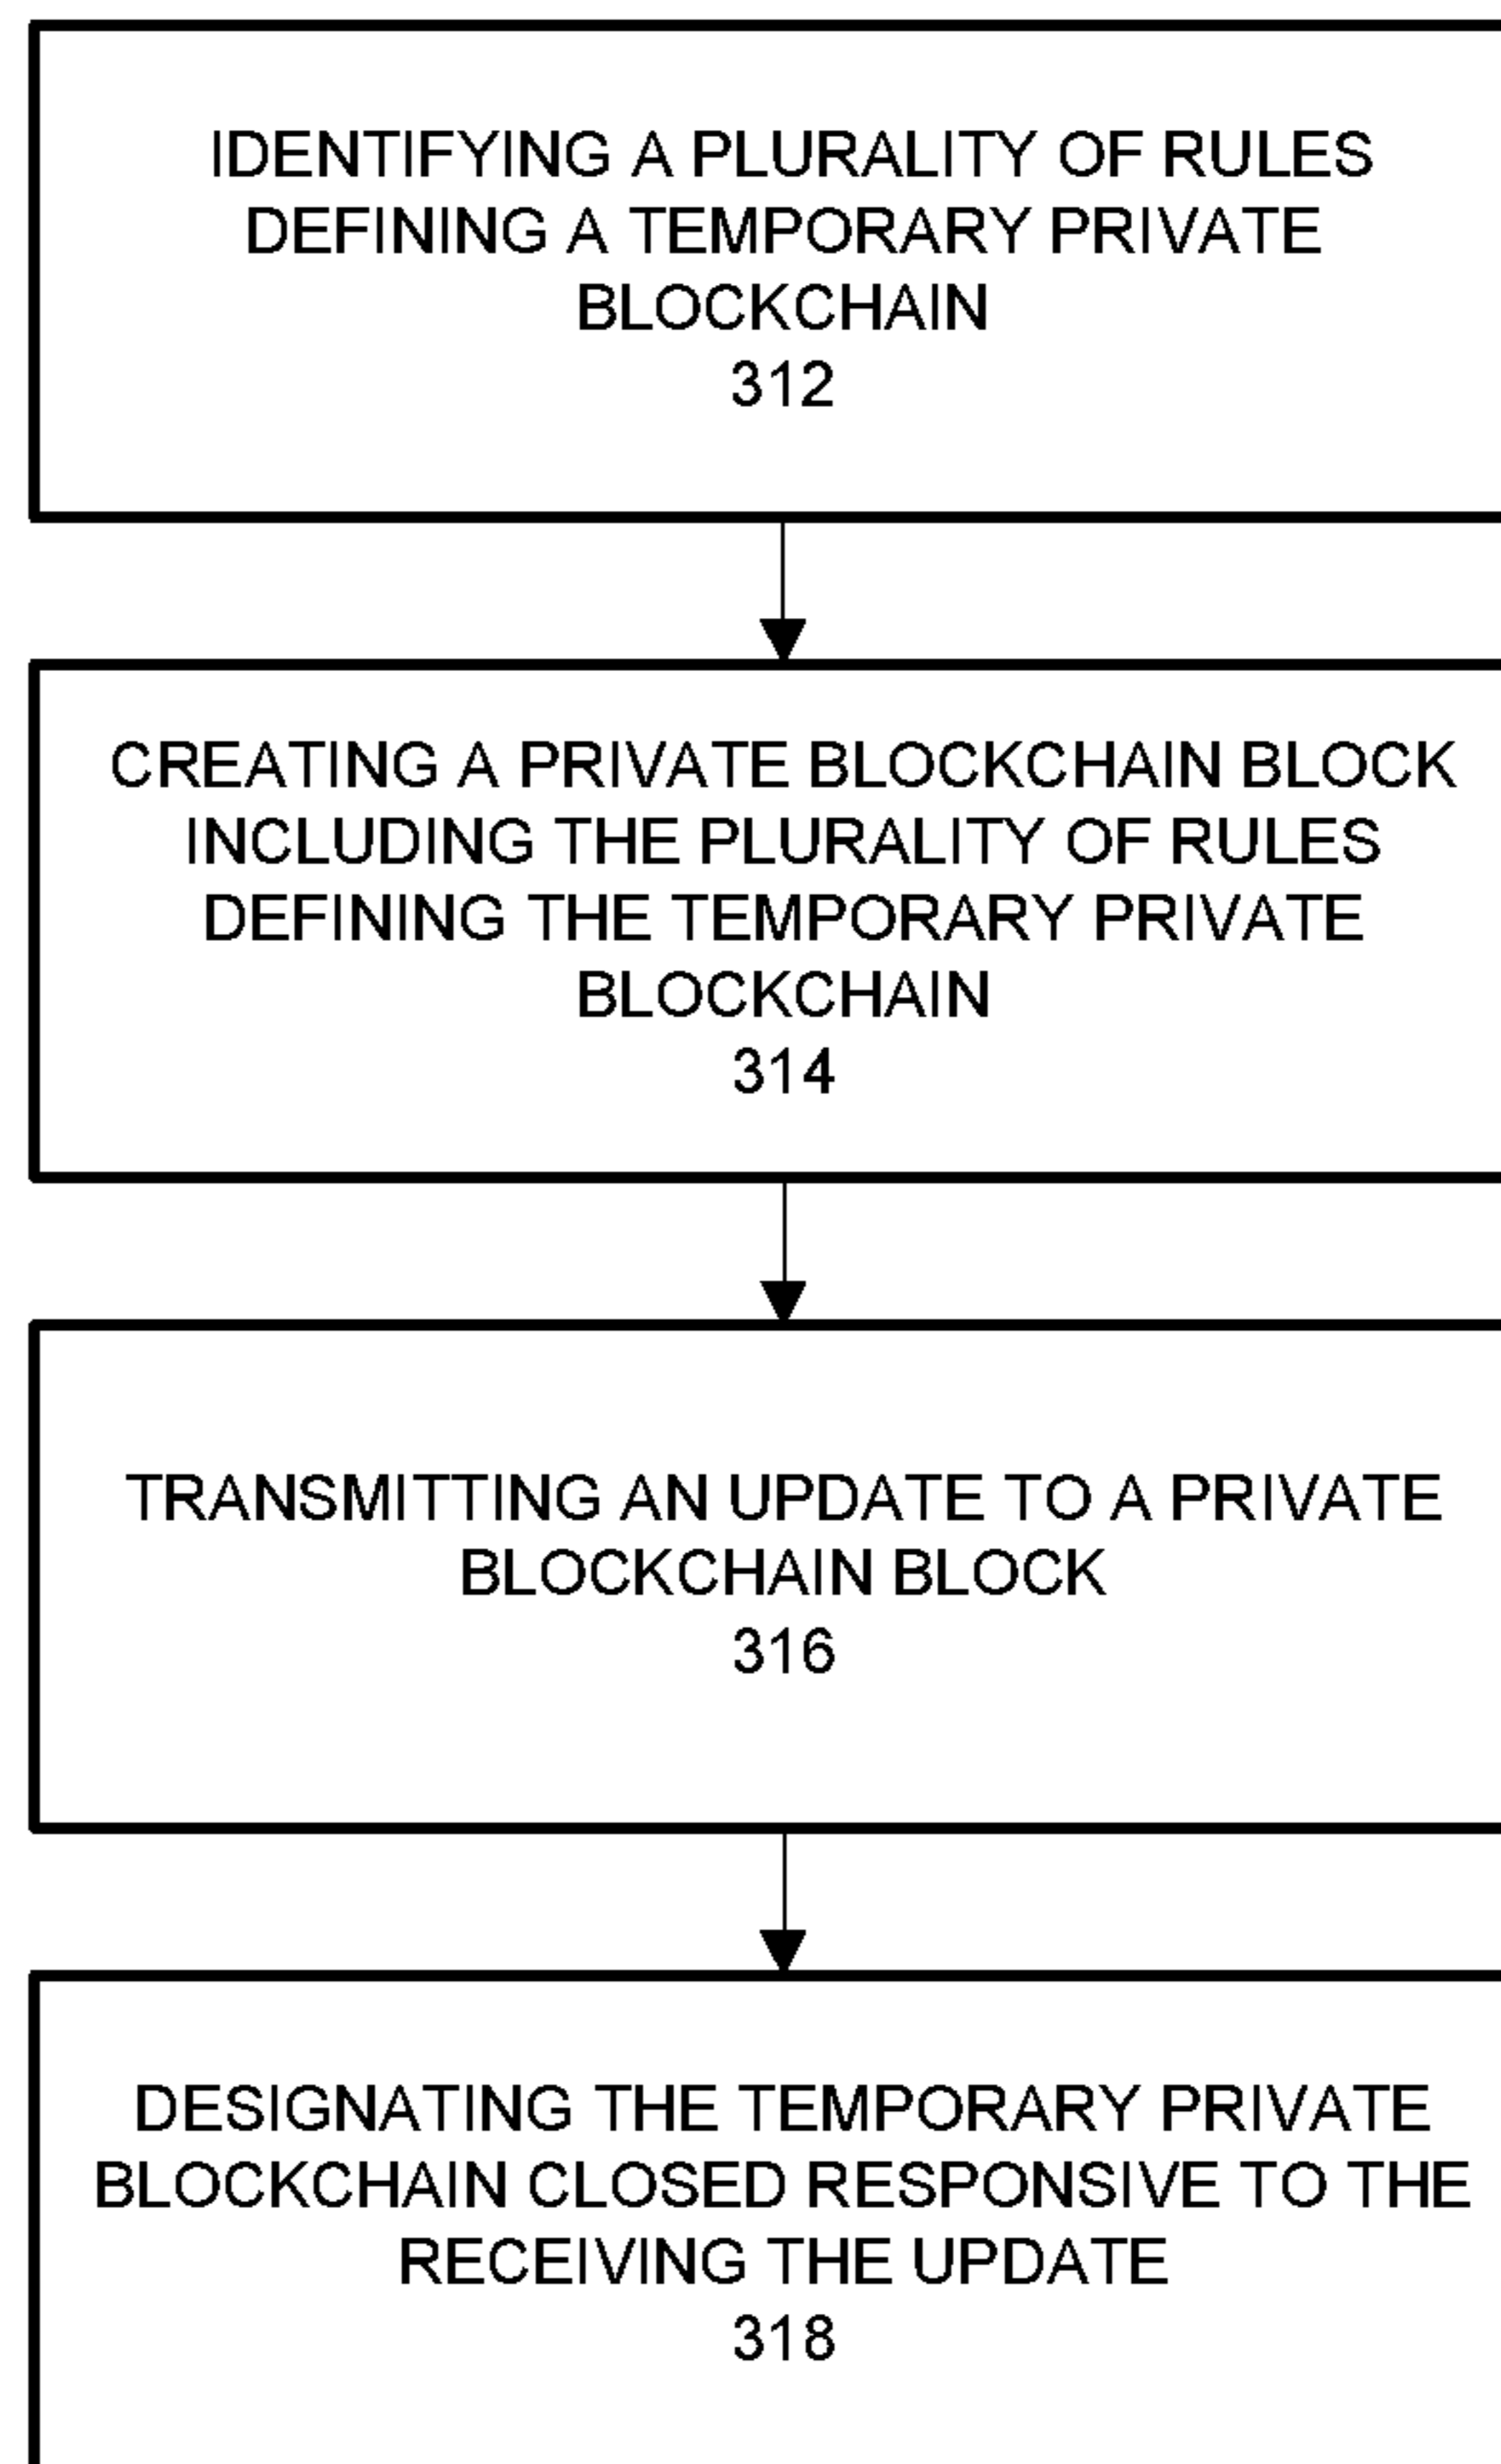 IDENTIFYING A PLURALITY OF RULES
DEFINING A TEMPORARY PRIVATE
BLOCKCHAIN
312
CREATING A PRIVATE BLOCKCHAIN BLOCK
INCLUDING THE PLURALITY OF RULES
DEFINING THE TEMPORARY PRIVATE
BLOCKCHAIN
314
TRANSMITTING AN UPDATE TO A PRIVATE
BLOCKCHAIN BLOCK
316
DESIGNATING THE TEMPORARY PRIVATE
BLOCKCHAIN CLOSED RESPONSIVE TO THE
RECEIVING THE UPDATE
318